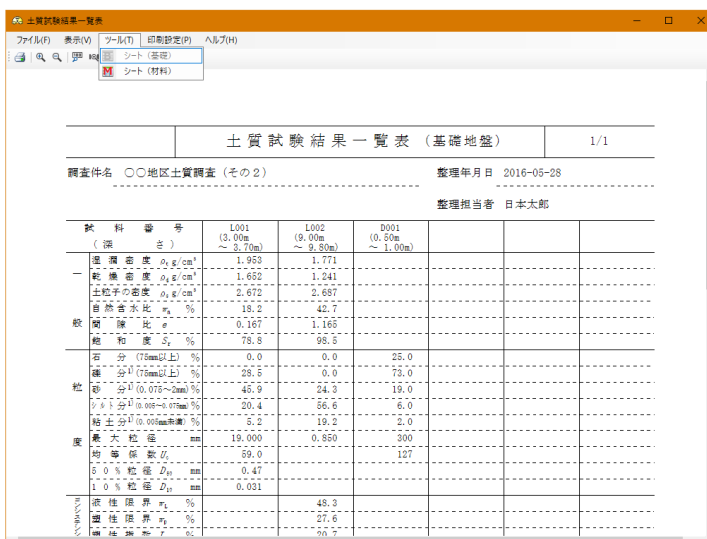 土質試験結果一覧表
ファイル(F) 表示(V) ツール(T) 印刷設定(P) ヘルプ(H)
シート（基礎）
M シート（材料）
土質試験結果一覧表（基礎地盤） 1/1
調査件名 〇〇地区土質調査（その２） 整理年月日 2016-05-28
整理担当者 日本太郎
試料番号 L001 L002 D001
（深さ） (3.00m ～ 3.70m) (9.00m ～ 9.80m) (0.50m ～ 1.00m)
一般
湿潤密度 ρt g/cm³ 1.953 1.771
乾燥密度 ρd g/cm³ 1.652 1.241
土粒子の密度 ρs g/cm³ 2.672 2.687
自然含水比 wn % 18.2 42.7
間隙比 e 0.167 1.165
飽和度 Sr % 78.8 98.5
粒度
石分 (75mm以上) % 0.0 0.0 25.0
礫分1) (75mm以上) % 28.5 0.0 73.0
砂分1) (0.075～2mm) % 45.9 24.3 19.0
シルト分1) (0.005～0.075mm) % 20.4 56.6 6.0
粘土分1) (0.005mm未満) % 5.2 19.2 2.0
最大粒径 mm 19.000 0.850 300
均等係数 Uc 59.0 127
50%粒径 D50 mm 0.47
10%粒径 D10 mm 0.031
液性限界 wL % 48.3
塑性限界 wp % 27.6
塑性指数 I 20.7